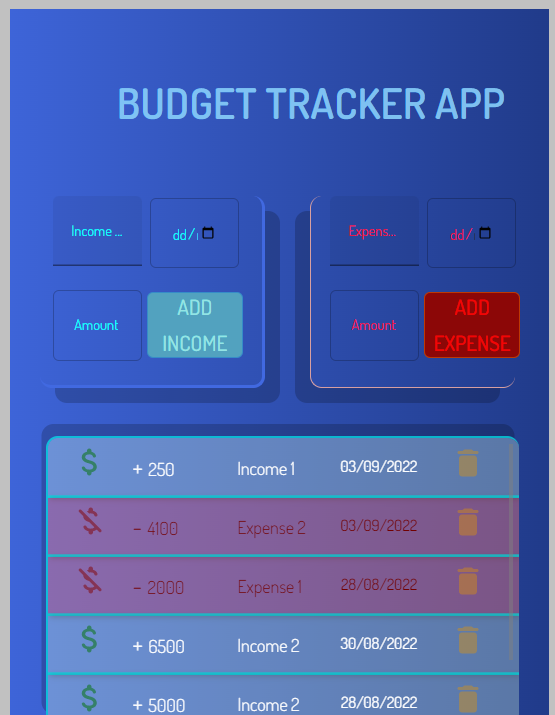 BUDGET TRACKER APP
Income ... dd/ Expens... dd/
Amount ADD INCOME Amount ADD EXPENSE
+ 250 Income 1 03/09/2022
- 4100 Expense 2 03/09/2022
- 2000 Expense 1 28/08/2022
+ 6500 Income 2 30/08/2022
+ 5000 Income 2 28/08/2022